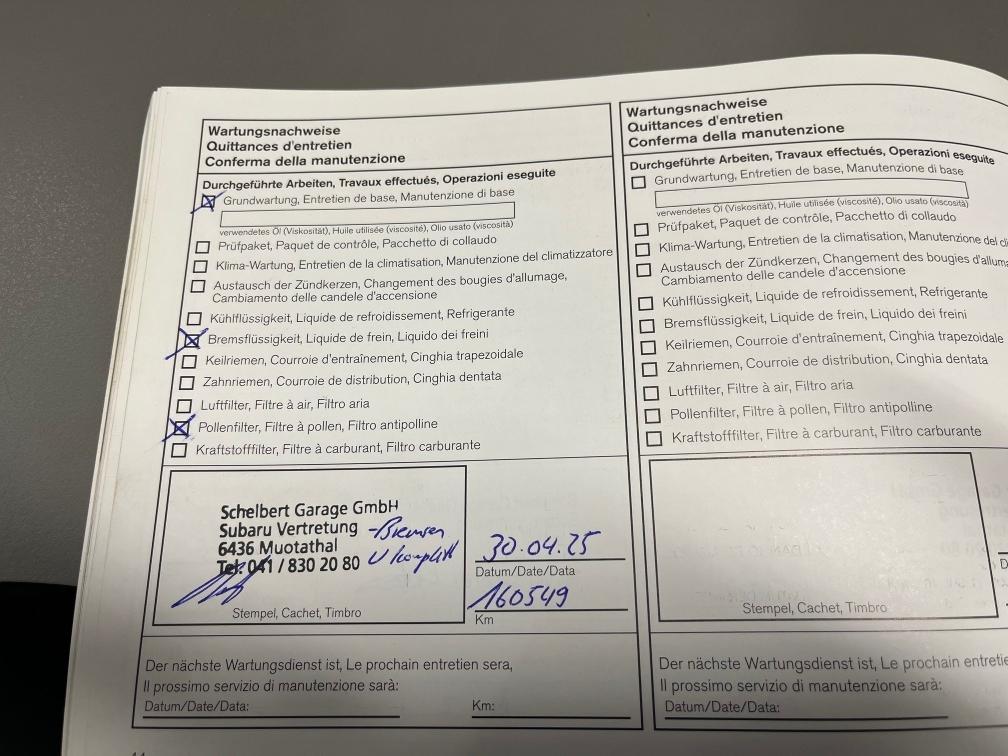 Wartungsnachweise
Quittances d'entretien
Conferma della manutenzione
Durchgeführte Arbeiten, Travaux effectués, Operazioni eseguite
Grundwartung, Entretien de base, Manutenzione di base
verwendetes Öl (Viskosität), Huile utilisée (viscosité), Olio usato (viscosità)
Prüfpaket, Paquet de contrôle, Pacchetto di collaudo
Klima-Wartung, Entretien de la climatisation, Manutenzione del climatizzatore
Austausch der Zündkerzen, Changement des bougies d'allumage,
Cambiamento delle candele d'accensione
Kühlflüssigkeit, Liquide de refroidissement, Refrigerante
Bremsflüssigkeit, Liquide de frein, Liquido dei freini
Keilriemen, Courroie d'entraînement, Cinghia trapezoidale
Zahnriemen, Courroie de distribution, Cinghia dentata
Luftfilter, Filtre à air, Filtro aria
Pollenfilter, Filtre à pollen, Filtro antipolline
Kraftstofffilter, Filtre à carburant, Filtro carburante
Schelbert Garage GmbH
Subaru Vertretung -Bremsen
6436 Muotathal
Tel. 041 / 830 20 80 V komplett
Stempel, Cachet, Timbro
30.04.25
Datum/Date/Data
160549
Km
Der nächste Wartungsdienst ist, Le prochain entretien sera,
Il prossimo servizio di manutenzione sarà:
Datum/Date/Data:
Km:
Wartungsnachweise
Quittances d'entretien
Conferma della manutenzione
Durchgeführte Arbeiten, Travaux effectués, Operazioni eseguite
Grundwartung, Entretien de base, Manutenzione di base
verwendetes Öl (Viskosität), Huile utilisée (viscosité), Olio usato (viscosità)
Prüfpaket, Paquet de contrôle, Pacchetto di collaudo
Klima-Wartung, Entretien de la climatisation, Manutenzione del cli
Austausch der Zündkerzen, Changement des bougies d'alluma
Cambiamento delle candele d'accensione
Kühlflüssigkeit, Liquide de refroidissement, Refrigerante
Bremsflüssigkeit, Liquide de frein, Liquido dei freini
Keilriemen, Courroie d'entraînement, Cinghia trapezoidale
Zahnriemen, Courroie de distribution, Cinghia dentata
Luftfilter, Filtre à air, Filtro aria
Pollenfilter, Filtre à pollen, Filtro antipolline
Kraftstofffilter, Filtre à carburant, Filtro carburante
Stempel, Cachet, Timbro
Der nächste Wartungsdienst ist, Le prochain entretie
Il prossimo servizio di manutenzione sarà:
Datum/Date/Data: